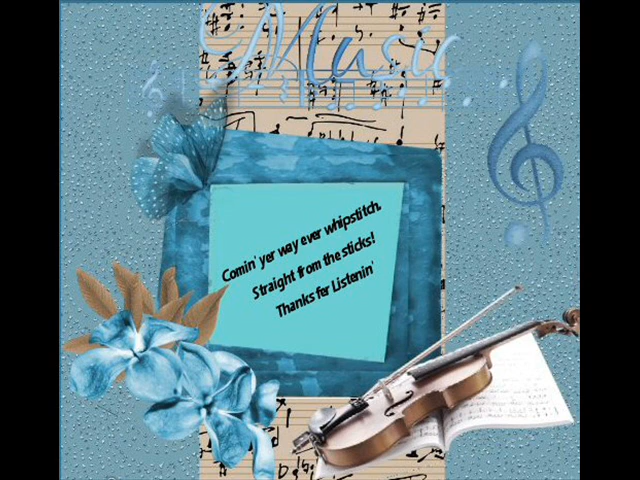 Music
Comin' yer way ever whipstitch.
Straight from the sticks!
Thanks fer Listenin'